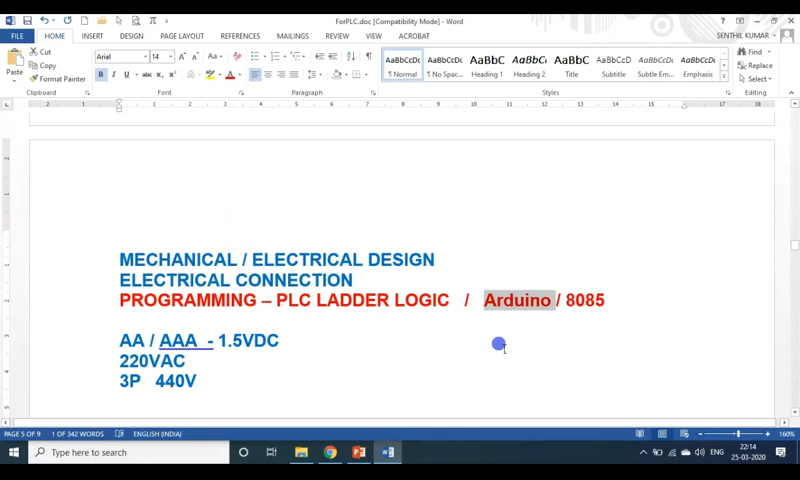 ForPLC.doc [Compatibility Mode] - Word
FILE HOME INSERT DESIGN PAGE LAYOUT REFERENCES MAILINGS REVIEW VIEW ACROBAT SENTHIL KUMAR
Paste Cut Copy Format Painter
Arial 14
AaBbCcDc AaBbCcDc AaBbC AaBbC AaBbC AaBbCcD AaBbCcD AaBbCcD
¶ Normal ¶ No Spac... Heading 1 Heading 2 Title Subtitle Subtle Em... Emphasis
Find Replace Select
Clipboard Font Paragraph Styles Editing
MECHANICAL / ELECTRICAL DESIGN
ELECTRICAL CONNECTION
PROGRAMMING – PLC LADDER LOGIC / Arduino / 8085
AA / AAA - 1.5VDC
220VAC
3P 440V
PAGE 5 OF 9 1 OF 342 WORDS ENGLISH (INDIA) 160%
Type here to search ENG 22:14
25-03-2020